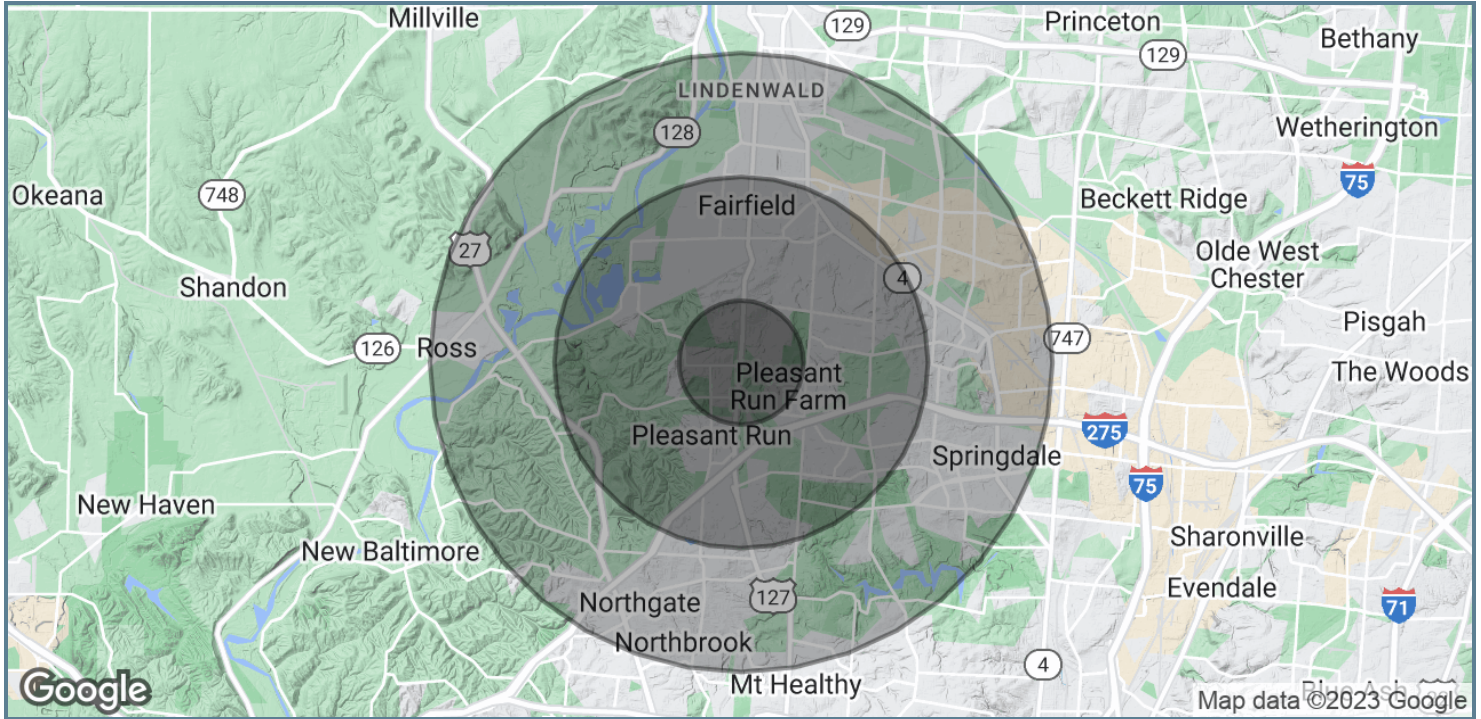 Millville
129
Princeton
Bethany
129
LINDENWALD
128
Wetherington
75
Okeana
748
Fairfield
Beckett Ridge
27
4
Olde West
Chester
Shandon
Pisgah
126
Ross
747
Pleasant
Run Farm
The Woods
Pleasant Run
275
Springdale
75
New Haven
Sharonville
New Baltimore
Evendale
Northgate
127
71
Northbrook
4
Mt Healthy
Google
Blue Ash
Map data ©2023 Google